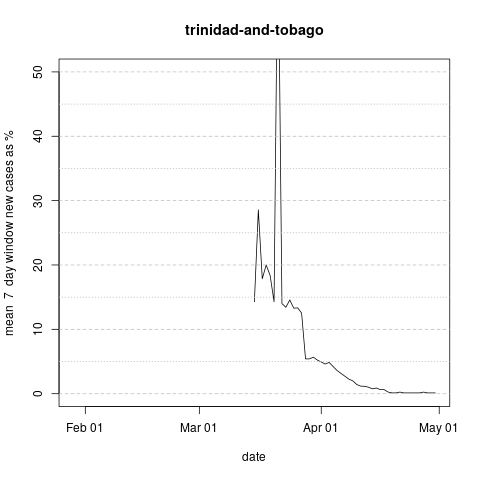 trinidad-and-tobago
mean 7 day window new cases as %
50
40
30
20
10
0
Feb 01
Mar 01
Apr 01
May 01
date